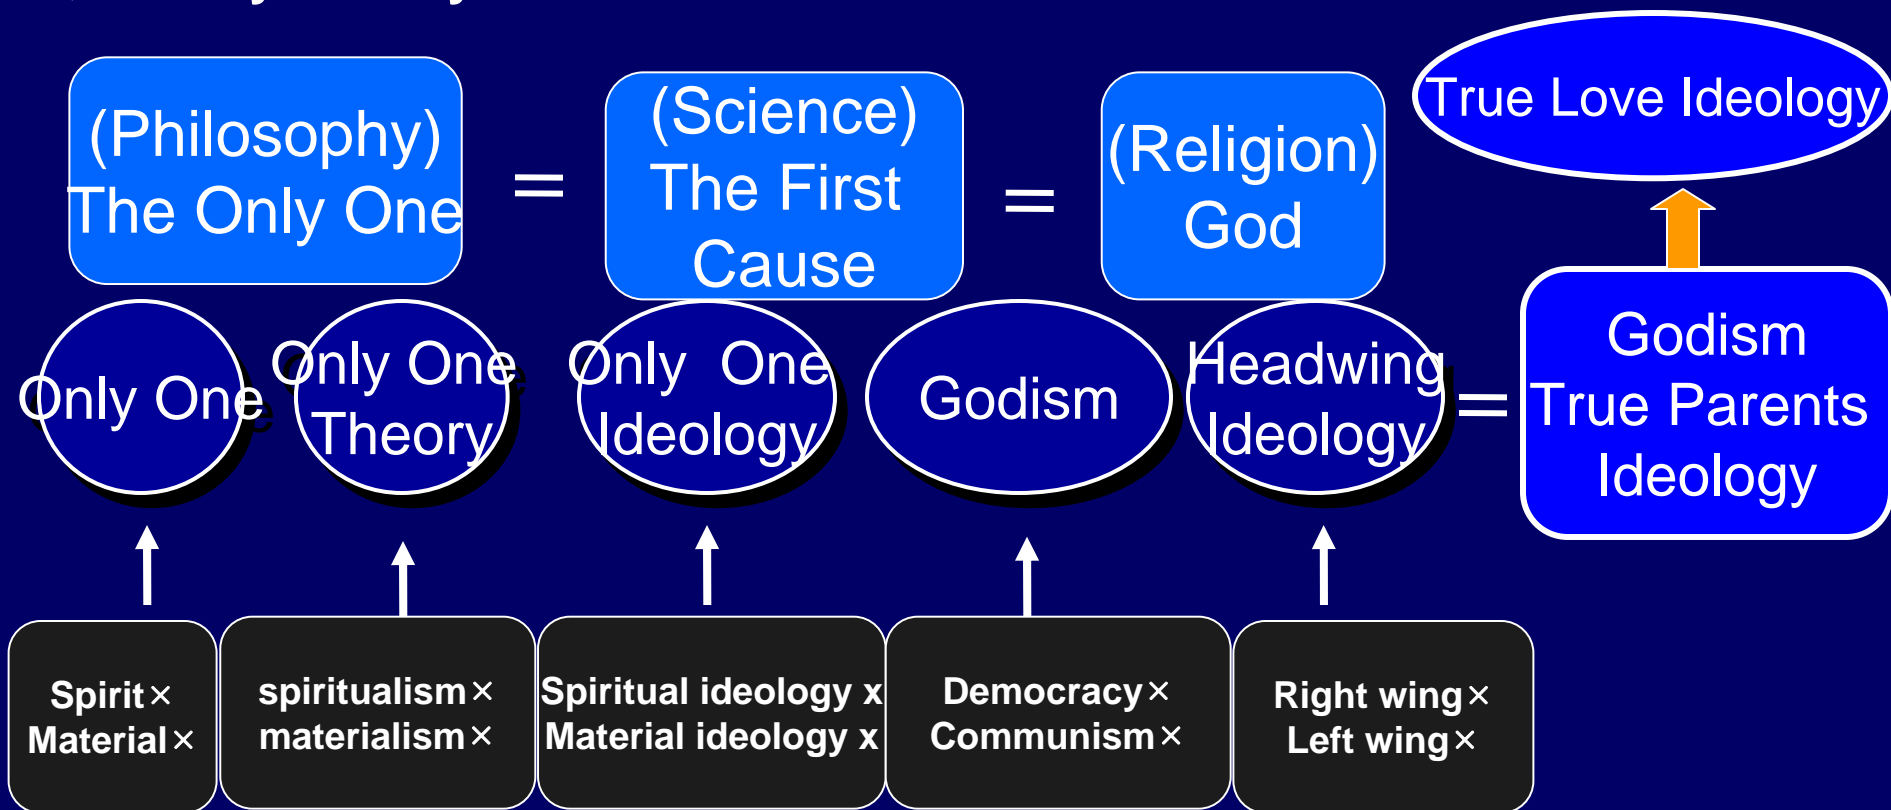 (Philosophy)
The Only One
=
(Science)
The First
Cause
=
(Religion)
God
True Love Ideology
Only One
Only One
Theory
Only One
Ideology
Godism
Headwing
Ideology
=
Godism
True Parents
Ideology
Spirit×
Material×
spiritualism×
materialism×
Spiritual ideology x
Material ideology x
Democracy×
Communism×
Right wing×
Left wing×